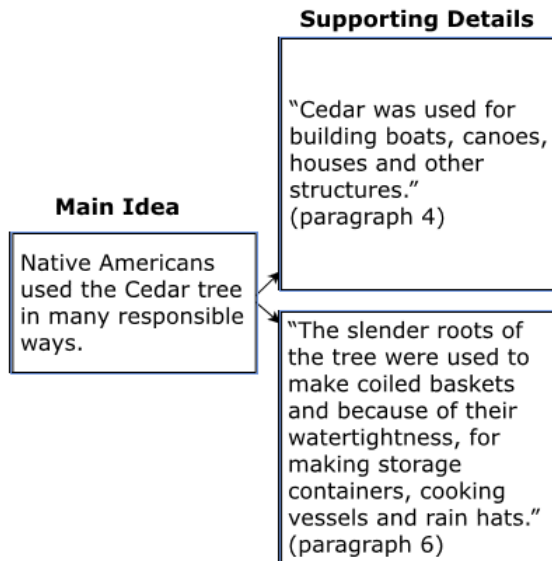 Supporting Details
“Cedar was used for
building boats, canoes,
houses and other
structures.”
(paragraph 4)
Main Idea
Native Americans
used the Cedar tree
in many responsible
ways.
“The slender roots of
the tree were used to
make coiled baskets
and because of their
watertightness, for
making storage
containers, cooking
vessels and rain hats.”
(paragraph 6)